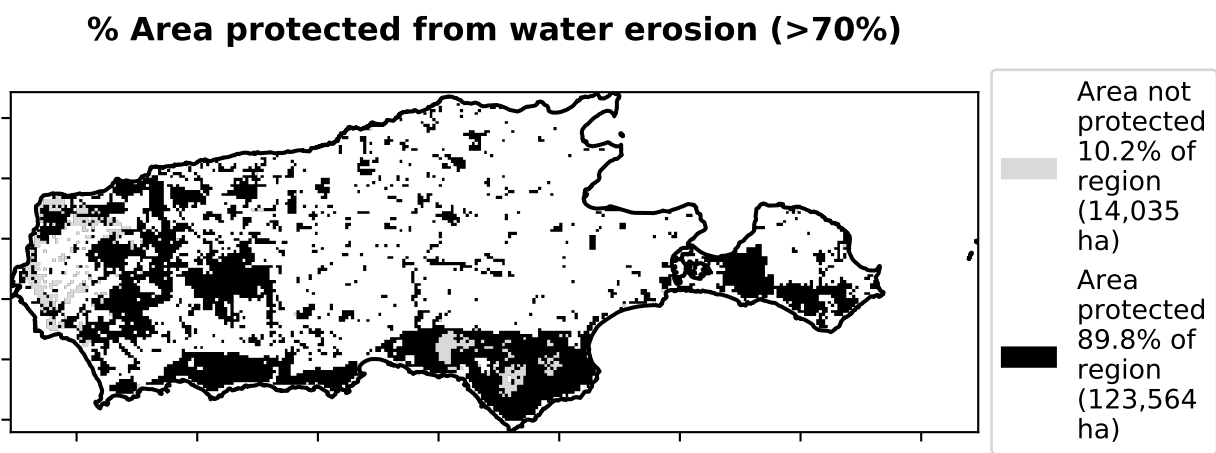 % Area protected from water erosion (>70%)
Area not
protected
10.2% of
region
(14,035
ha)
Area
protected
89.8% of
region
(123,564
ha)